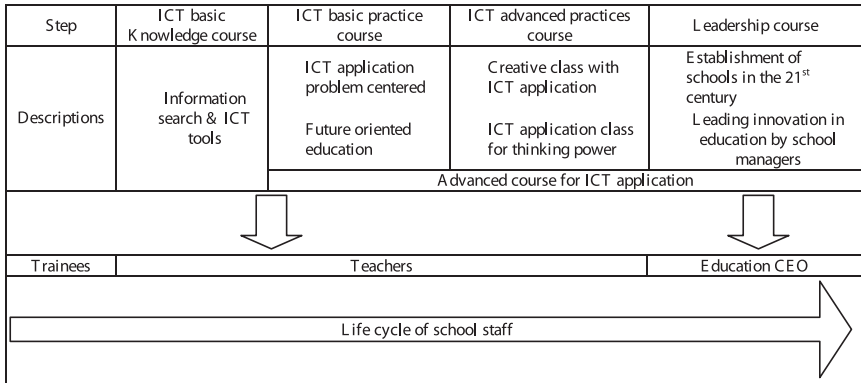 Step
ICT basic
Knowledge course
ICT basic practice
course
ICT advanced practices
course
Leadership course
Descriptions
Information
search & ICT
tools
ICT application
problem centered
Future oriented
education
Creative class with
ICT application
ICT application class
for thinking power
Establishment of
schools in the 21st
century
Leading innovation in
education by school
managers
Advanced course for ICT application
Trainees
Teachers
Education CEO
Life cycle of school staff